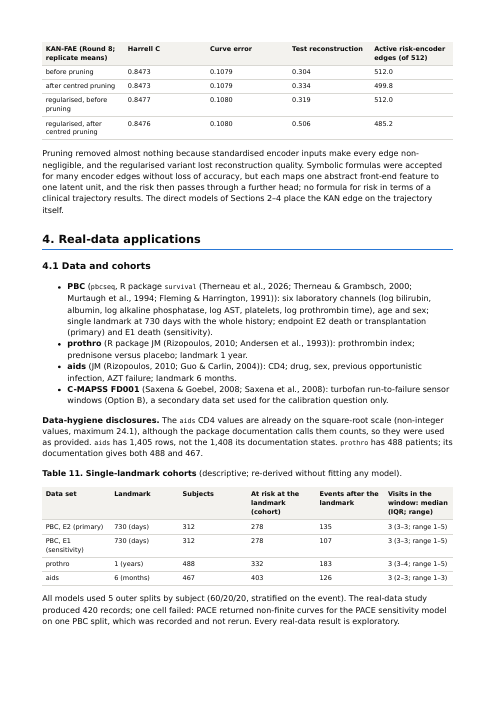 KAN-FAE (Round 8; replicate means) Harrell C Curve error Test reconstruction Active risk-encoder edges (of 512)
before pruning 0.8473 0.1079 0.304 512.0
after centred pruning 0.8473 0.1079 0.334 499.8
regularised, before pruning 0.8477 0.1080 0.319 512.0
regularised, after centred pruning 0.8476 0.1080 0.506 485.2
Pruning removed almost nothing because standardised encoder inputs make every edge non-
negligible, and the regularised variant lost reconstruction quality. Symbolic formulas were accepted
for many encoder edges without loss of accuracy, but each maps one abstract front-end feature to
one latent unit, and the risk then passes through a further head; no formula for risk in terms of a
clinical trajectory results. The direct models of Sections 2–4 place the KAN edge on the trajectory
itself.
4. Real-data applications
4.1 Data and cohorts
• PBC (pbcseq, R package survival (Therneau et al., 2026; Therneau & Grambsch, 2000;
Murtaugh et al., 1994; Fleming & Harrington, 1991)): six laboratory channels (log bilirubin,
albumin, log alkaline phosphatase, log AST, platelets, log prothrombin time), age and sex;
single landmark at 730 days with the whole history; endpoint E2 death or transplantation
(primary) and E1 death (sensitivity).
• prothro (R package JM (Rizopoulos, 2010; Andersen et al., 1993)): prothrombin index;
prednisone versus placebo; landmark 1 year.
• aids (JM (Rizopoulos, 2010; Guo & Carlin, 2004)): CD4; drug, sex, previous opportunistic
infection, AZT failure; landmark 6 months.
• C-MAPSS FD001 (Saxena & Goebel, 2008; Saxena et al., 2008): turbofan run-to-failure sensor
windows (Option B), a secondary data set used for the calibration question only.
Data-hygiene disclosures. The aids CD4 values are already on the square-root scale (non-integer
values, maximum 24.1), although the package documentation calls them counts, so they were used
as provided. aids has 1,405 rows, not the 1,408 its documentation states. prothro has 488 patients; its
documentation gives both 488 and 467.
Table 11. Single-landmark cohorts (descriptive; re-derived without fitting any model).
Data set Landmark Subjects At risk at the landmark (cohort) Events after the landmark Visits in the window: median (IQR; range)
PBC, E2 (primary) 730 (days) 312 278 135 3 (3–3; range 1–5)
PBC, E1 (sensitivity) 730 (days) 312 278 107 3 (3–3; range 1–5)
prothro 1 (years) 488 332 183 3 (3–4; range 1–5)
aids 6 (months) 467 403 126 3 (2–3; range 1–3)
All models used 5 outer splits by subject (60/20/20, stratified on the event). The real-data study
produced 420 records; one cell failed: PACE returned non-finite curves for the PACE sensitivity model
on one PBC split, which was recorded and not rerun. Every real-data result is exploratory.